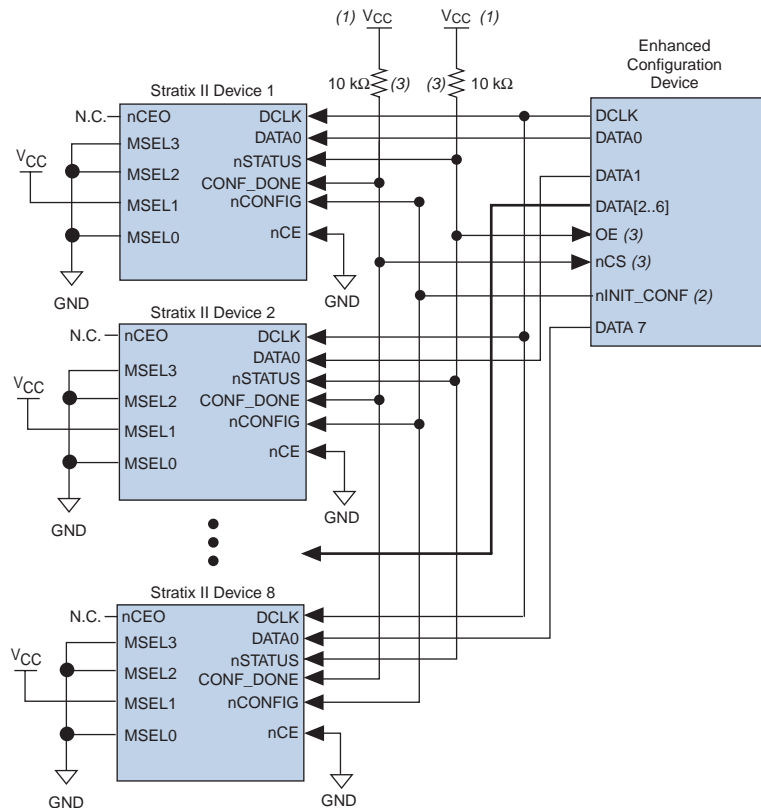 (1) VCC VCC (1)
Enhanced
Configuration
Device
10 kΩ (3) (3) 10 kΩ
Stratix II Device 1
N.C. nCEO
MSEL3
VCC
MSEL2
MSEL1
MSEL0
GND
DCLK
DATA0
nSTATUS
CONF_DONE
nCONFIG
nCE
GND
DCLK
DATA0
DATA1
DATA[2..6]
OE (3)
nCS (3)
nINIT_CONF (2)
DATA 7
Stratix II Device 2
N.C. nCEO
MSEL3
VCC
MSEL2
MSEL1
MSEL0
GND
DCLK
DATA0
nSTATUS
CONF_DONE
nCONFIG
nCE
GND
Stratix II Device 8
N.C. nCEO
MSEL3
VCC
MSEL2
MSEL1
MSEL0
GND
DCLK
DATA0
nSTATUS
CONF_DONE
nCONFIG
nCE
GND